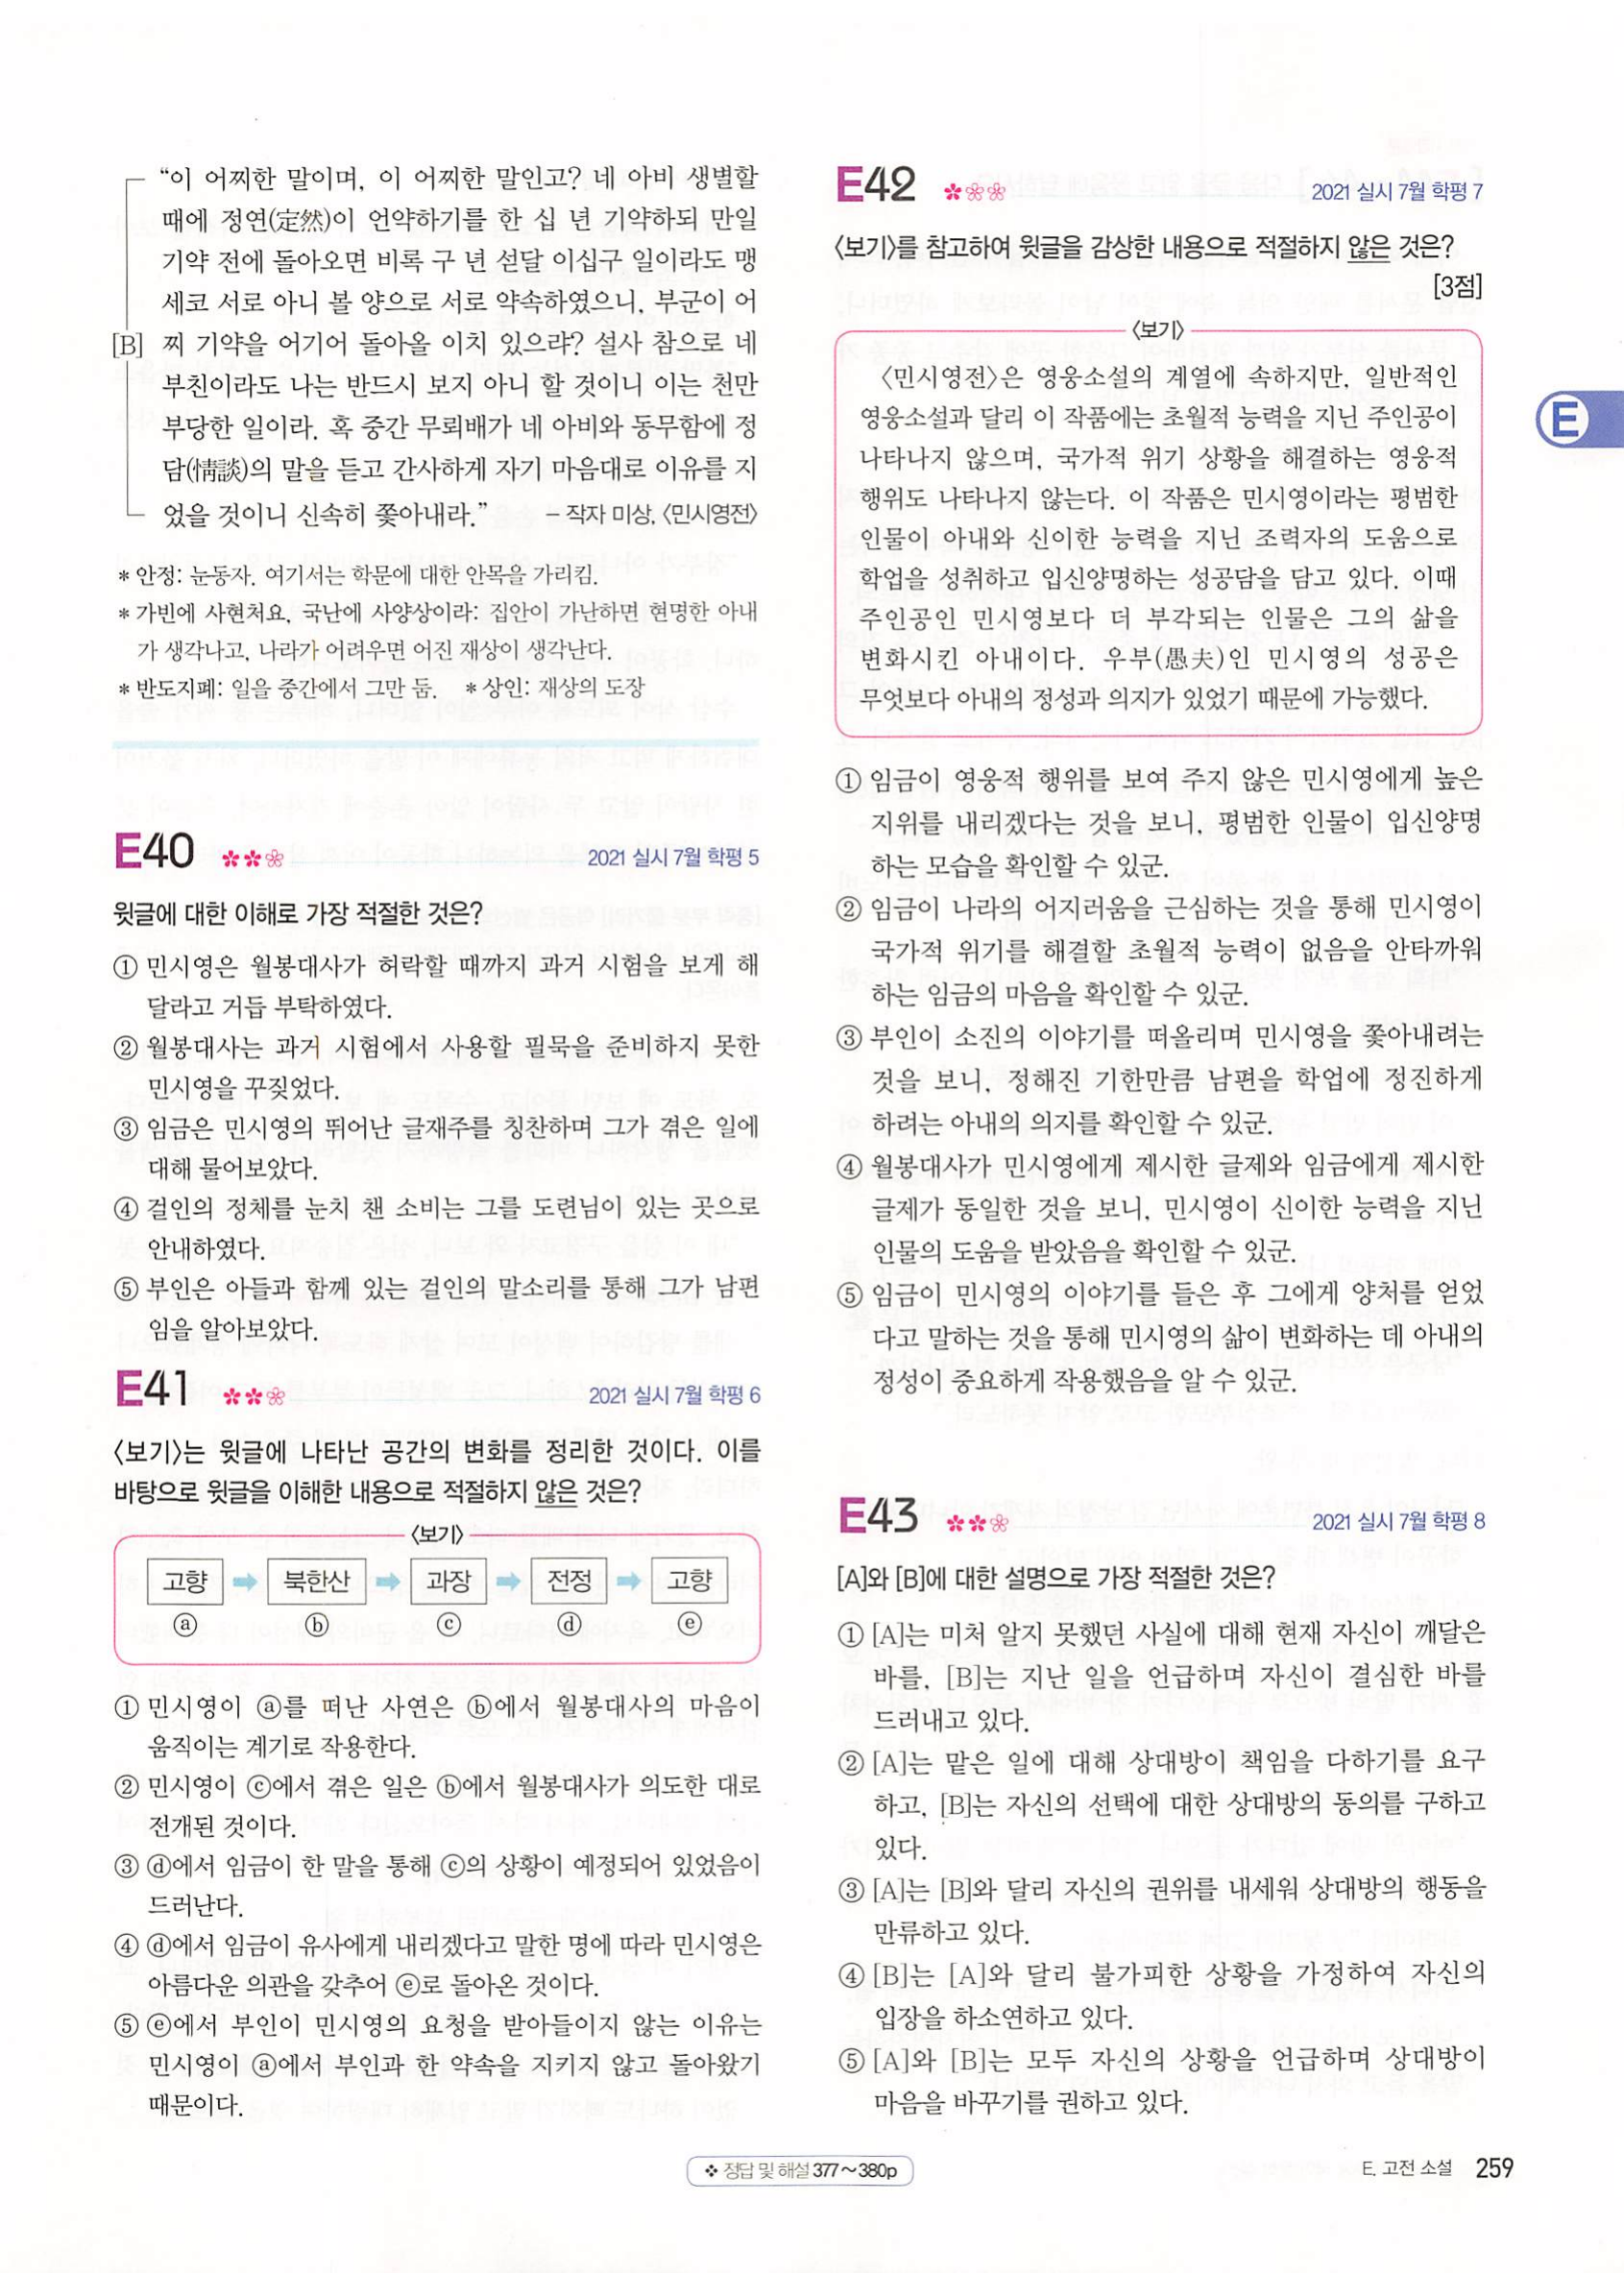 “이 어찌한 말이며, 이 어찌한 말인고? 네 아비 생별할
때에 정연(定然)이 언약하기를 한 십 년 기약하되 만일
기약 전에 돌아오면 비록 구 년 섣달 이십구 일이라도 맹
세코 서로 아니 볼 양으로 서로 약속하였으니, 부군이 어
[B] 찌 기약을 어기어 돌아올 이치 있으랴? 설사 참으로 네
부친이라도 나는 반드시 보지 아니 할 것이니 이는 천만
부당한 일이라. 혹 중간 무뢰배가 네 아비와 동무함에 정
담(情談)의 말을 듣고 간사하게 자기 마음대로 이유를 지
었을 것이니 신속히 쫓아내라.” - 작자 미상, <민시영전>
* 안정: 눈동자. 여기서는 학문에 대한 안목을 가리킴.
* 가빈에 사현처요, 국난에 사양상이라: 집안이 가난하면 현명한 아내
가 생각나고, 나라가 어려우면 어진 재상이 생각난다.
* 반도지폐: 일을 중간에서 그만 둠. * 상인: 재상의 도장
E40 2021 실시 7월 학평 5
윗글에 대한 이해로 가장 적절한 것은?
① 민시영은 월봉대사가 허락할 때까지 과거 시험을 보게 해
달라고 거듭 부탁하였다.
② 월봉대사는 과거 시험에서 사용할 필묵을 준비하지 못한
민시영을 꾸짖었다.
③ 임금은 민시영의 뛰어난 글재주를 칭찬하며 그가 겪은 일에
대해 물어보았다.
④ 걸인의 정체를 눈치 챈 소비는 그를 도련님이 있는 곳으로
안내하였다.
⑤ 부인은 아들과 함께 있는 걸인의 말소리를 통해 그가 남편
임을 알아보았다.
E41 2021 실시 7월 학평 6
<보기>는 윗글에 나타난 공간의 변화를 정리한 것이다. 이를
바탕으로 윗글을 이해한 내용으로 적절하지 않은 것은?
<보기>
고향 ➡ 북한산 ➡ 과장 ➡ 전정 ➡ 고향
ⓐ ⓑ ⓒ ⓓ ⓔ
① 민시영이 ⓐ를 떠난 사연은 ⓑ에서 월봉대사의 마음이
움직이는 계기로 작용한다.
② 민시영이 ⓒ에서 겪은 일은 ⓑ에서 월봉대사가 의도한 대로
전개된 것이다.
③ ⓓ에서 임금이 한 말을 통해 ⓒ의 상황이 예정되어 있었음이
드러난다.
④ ⓓ에서 임금이 유사에게 내리겠다고 말한 명에 따라 민시영은
아름다운 의관을 갖추어 ⓔ로 돌아온 것이다.
⑤ ⓔ에서 부인이 민시영의 요청을 받아들이지 않는 이유는
민시영이 ⓐ에서 부인과 한 약속을 지키지 않고 돌아왔기
때문이다.
E42 2021 실시 7월 학평 7
<보기>를 참고하여 윗글을 감상한 내용으로 적절하지 않은 것은?
[3점]
<보기>
<민시영전>은 영웅소설의 계열에 속하지만, 일반적인
영웅소설과 달리 이 작품에는 초월적 능력을 지닌 주인공이
나타나지 않으며, 국가적 위기 상황을 해결하는 영웅적
행위도 나타나지 않는다. 이 작품은 민시영이라는 평범한
인물이 아내와 신이한 능력을 지닌 조력자의 도움으로
학업을 성취하고 입신양명하는 성공담을 담고 있다. 이때
주인공인 민시영보다 더 부각되는 인물은 그의 삶을
변화시킨 아내이다. 우부(愚夫)인 민시영의 성공은
무엇보다 아내의 정성과 의지가 있었기 때문에 가능했다.
① 임금이 영웅적 행위를 보여 주지 않은 민시영에게 높은
지위를 내리겠다는 것을 보니, 평범한 인물이 입신양명
하는 모습을 확인할 수 있군.
② 임금이 나라의 어지러움을 근심하는 것을 통해 민시영이
국가적 위기를 해결할 초월적 능력이 없음을 안타까워
하는 임금의 마음을 확인할 수 있군.
③ 부인이 소진의 이야기를 떠올리며 민시영을 쫓아내려는
것을 보니, 정해진 기한만큼 남편을 학업에 정진하게
하려는 아내의 의지를 확인할 수 있군.
④ 월봉대사가 민시영에게 제시한 글제와 임금에게 제시한
글제가 동일한 것을 보니, 민시영이 신이한 능력을 지닌
인물의 도움을 받았음을 확인할 수 있군.
⑤ 임금이 민시영의 이야기를 들은 후 그에게 양처를 얻었
다고 말하는 것을 통해 민시영의 삶이 변화하는 데 아내의
정성이 중요하게 작용했음을 알 수 있군.
E43 2021 실시 7월 학평 8
[A]와 [B]에 대한 설명으로 가장 적절한 것은?
① [A]는 미처 알지 못했던 사실에 대해 현재 자신이 깨달은
바를, [B]는 지난 일을 언급하며 자신이 결심한 바를
드러내고 있다.
② [A]는 맡은 일에 대해 상대방이 책임을 다하기를 요구
하고, [B]는 자신의 선택에 대한 상대방의 동의를 구하고
있다.
③ [A]는 [B]와 달리 자신의 권위를 내세워 상대방의 행동을
만류하고 있다.
④ [B]는 [A]와 달리 불가피한 상황을 가정하여 자신의
입장을 하소연하고 있다.
⑤ [A]와 [B]는 모두 자신의 상황을 언급하며 상대방이
마음을 바꾸기를 권하고 있다.
E
❖ 정답 및 해설 377~380p
E. 고전 소설 259